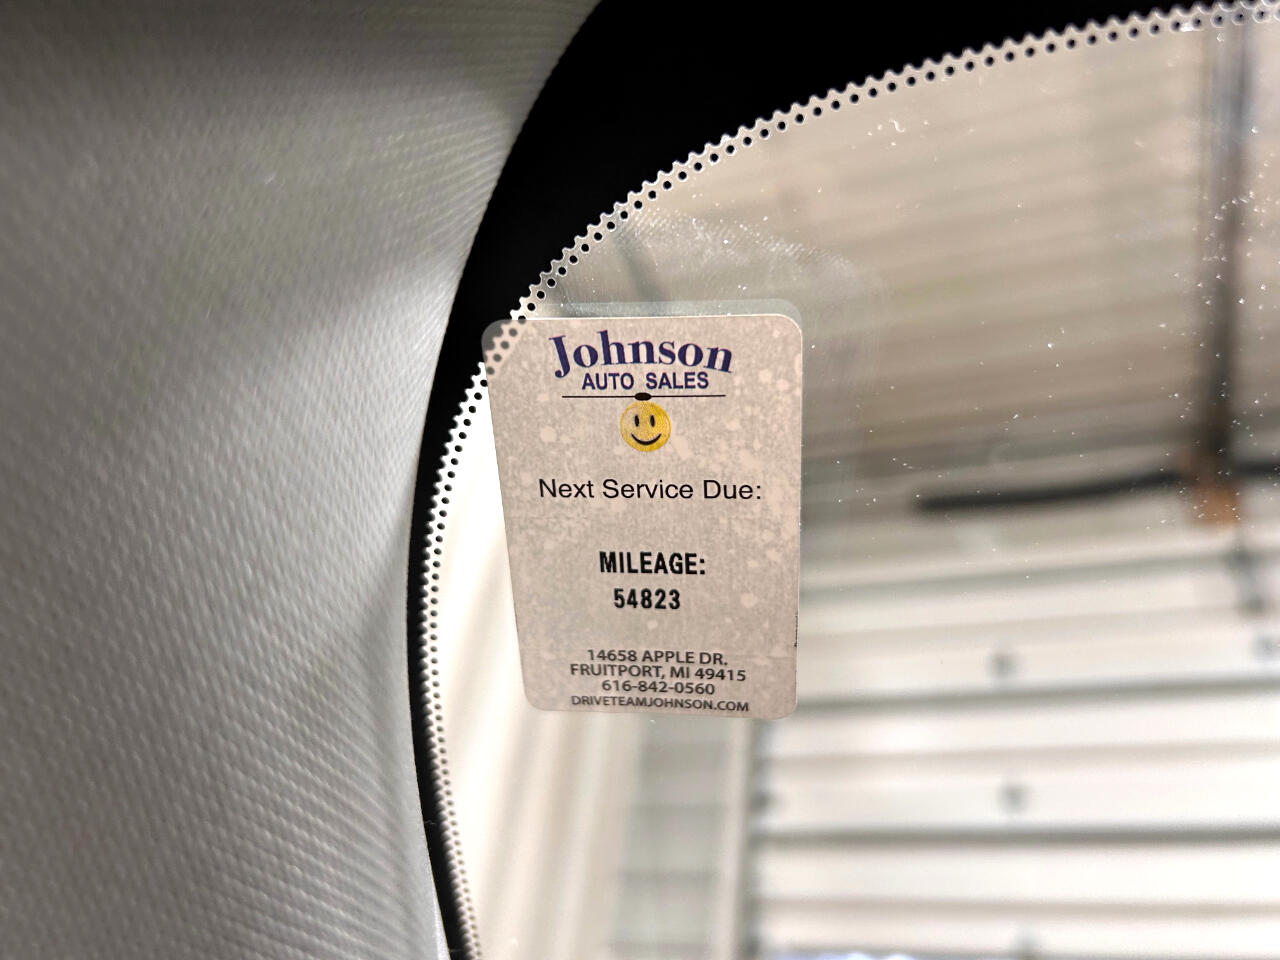 Johnson
AUTO SALES
Next Service Due:
MILEAGE:
54823
14658 APPLE DR.
FRUITPORT, MI 49415
616-842-0560
DRIVETEAMJOHNSON.COM